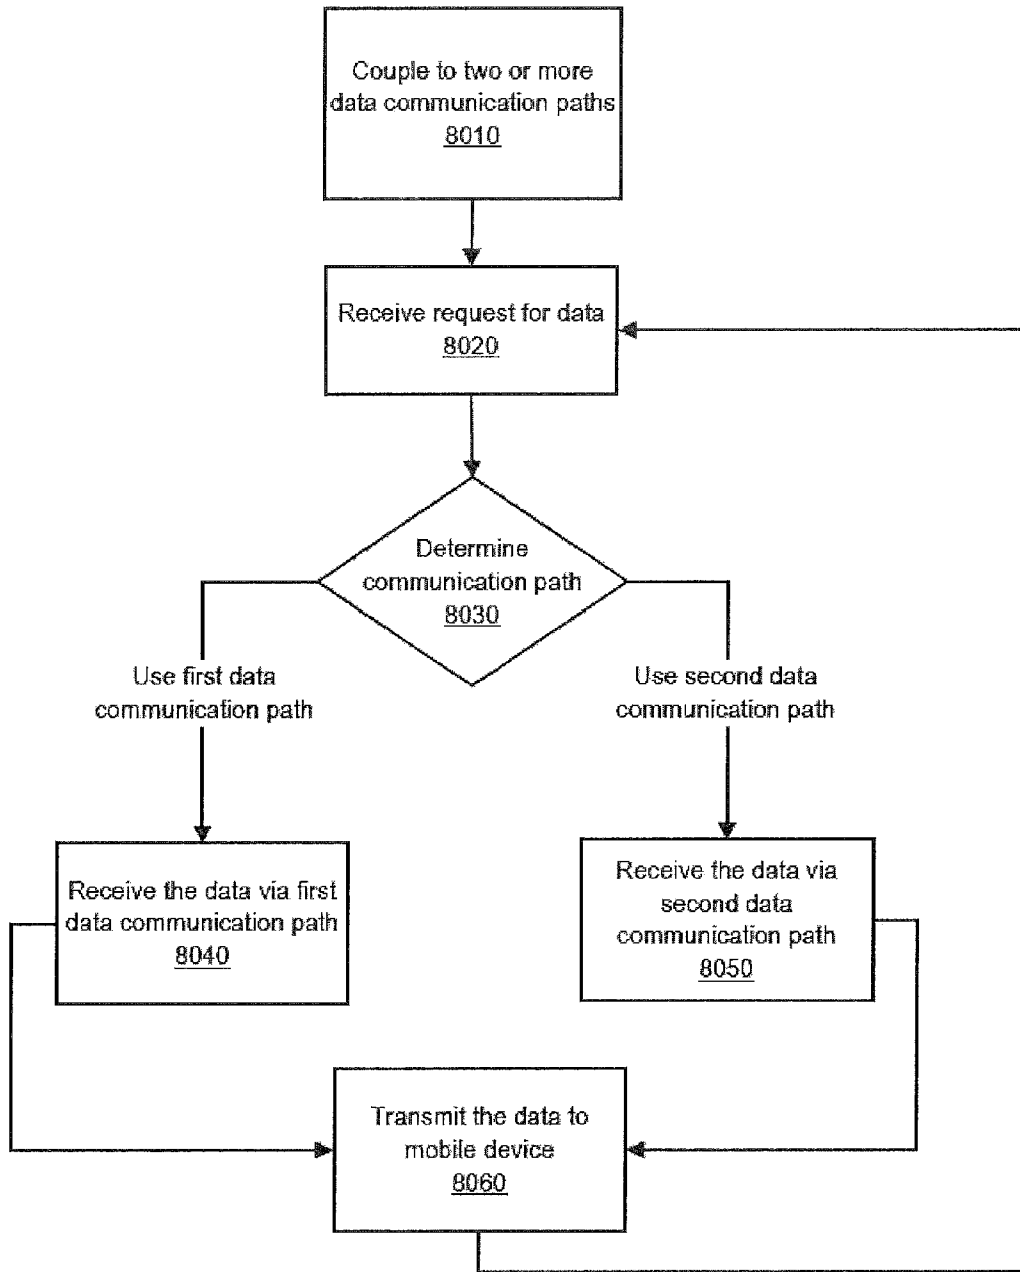 Couple to two or more
data communication paths
8010
Receive request for data
8020
Determine
communication path
8030
Use first data
communication path
Use second data
communication path
Receive the data via first
data communication path
8040
Receive the data via
second data
communication path
8050
Transmit the data to
mobile device
8060